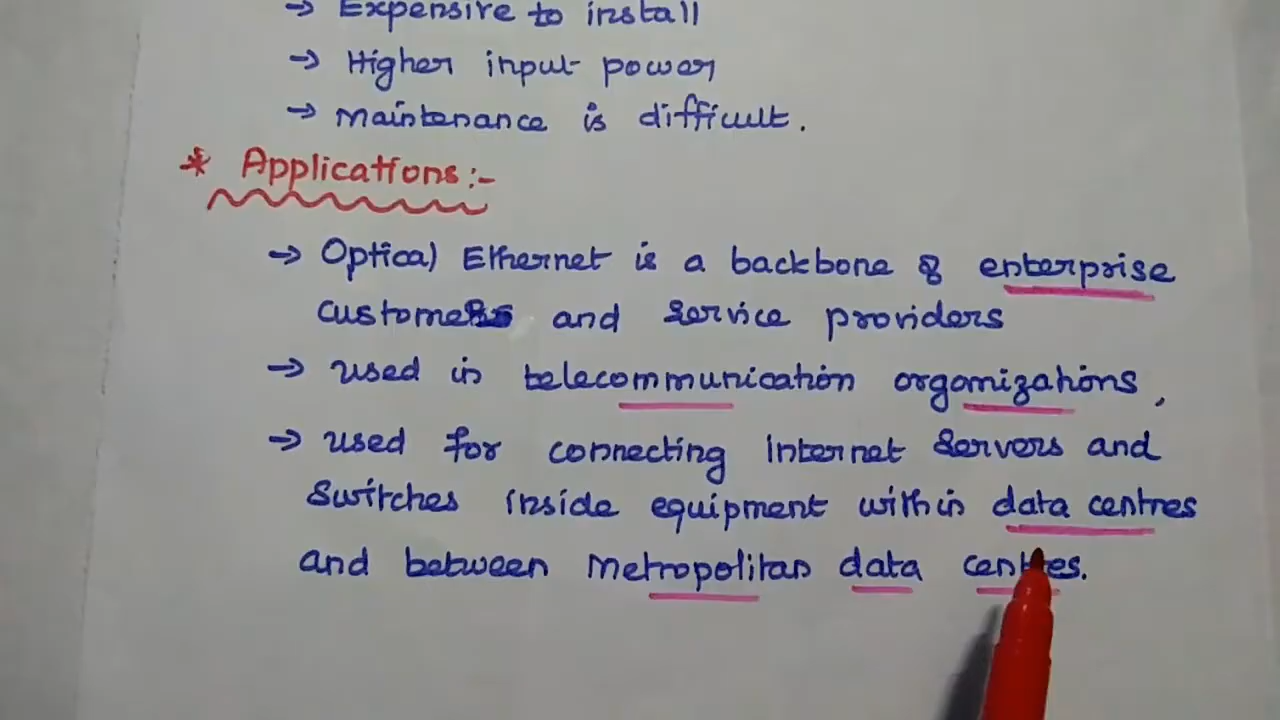 → Expensive to install
→ Higher input power
→ Maintenance is difficult.
* Applications:-
→ Optical Ethernet is a backbone of enterprise
customers and service providers
→ used in telecommunication organizations,
→ used for connecting internet servers and
switches inside equipment within data centres
and between Metropolitan data centres.